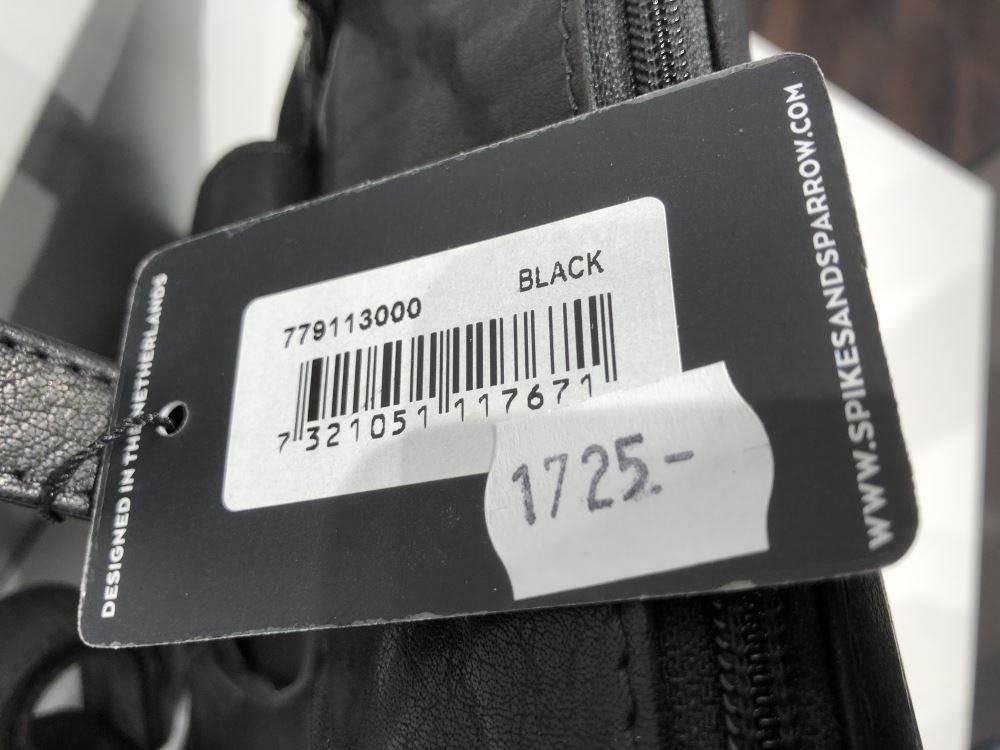 WWW.SPIKESANDSPARROW.COM
779113000
BLACK
7 321051 117671
1725.-
DESIGNED IN THE NETHERLANDS